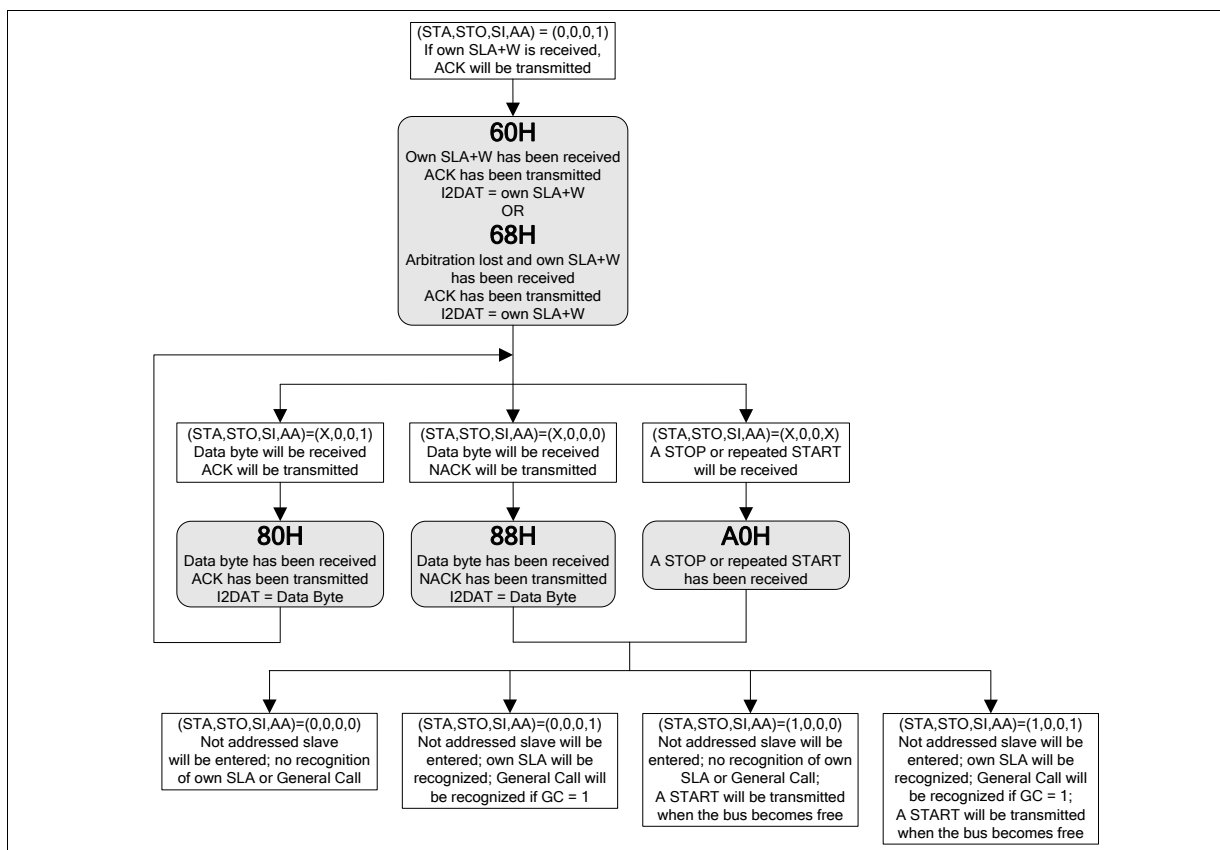 (STA,STO,SI,AA) = (0,0,0,1)
If own SLA+W is received,
ACK will be transmitted
60H
Own SLA+W has been received
ACK has been transmitted
I2DAT = own SLA+W
OR
68H
Arbitration lost and own SLA+W
has been received
ACK has been transmitted
I2DAT = own SLA+W
(STA,STO,SI,AA)=(X,0,0,1)
Data byte will be received
ACK will be transmitted
(STA,STO,SI,AA)=(X,0,0,0)
Data byte will be received
NACK will be transmitted
(STA,STO,SI,AA)=(X,0,0,X)
A STOP or repeated START
will be received
80H
Data byte has been received
ACK has been transmitted
I2DAT = Data Byte
88H
Data byte has been received
NACK has been transmitted
I2DAT = Data Byte
A0H
A STOP or repeated START
has been received
(STA,STO,SI,AA)=(0,0,0,0)
Not addressed slave
will be entered; no recognition
of own SLA or General Call
(STA,STO,SI,AA)=(0,0,0,1)
Not addressed slave will be
entered; own SLA will be
recognized; General Call will
be recognized if GC = 1
(STA,STO,SI,AA)=(1,0,0,0)
Not addressed slave will be
entered; no recognition of own
SLA or General Call;
A START will be transmitted
when the bus becomes free
(STA,STO,SI,AA)=(1,0,0,1)
Not addressed slave will be
entered; own SLA will be
recognized; General Call will
be recognized if GC = 1;
A START will be transmitted
when the bus becomes free